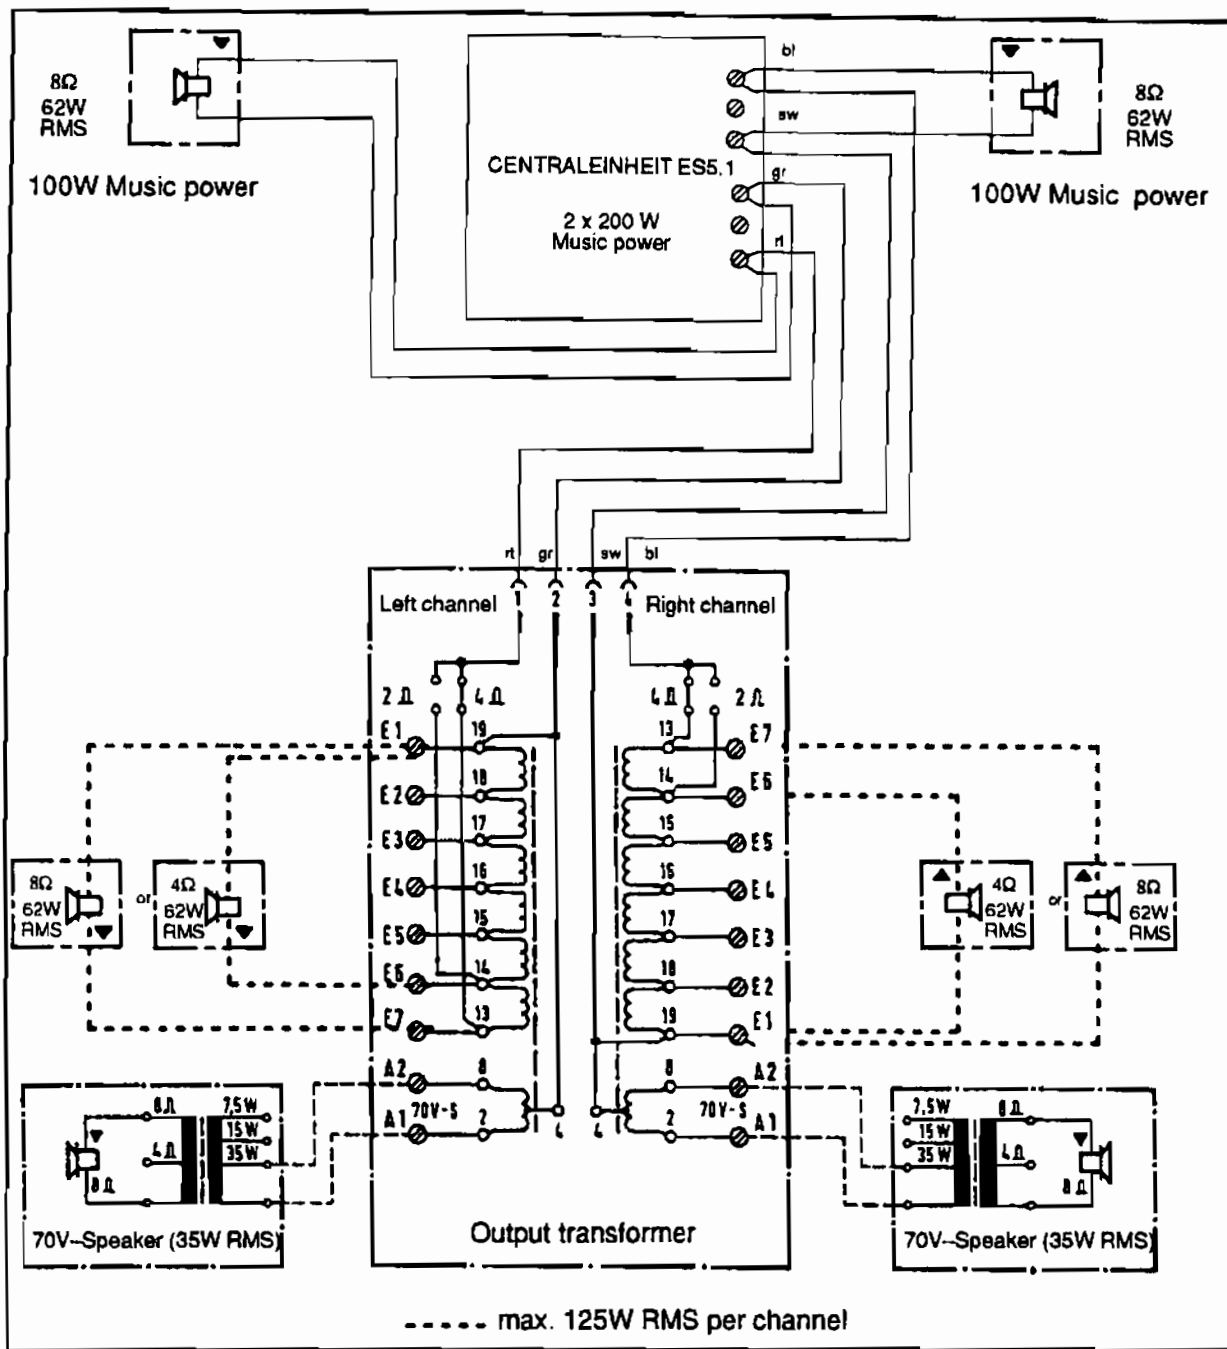 8Ω
62W
RMS
100W Music power
CENTRALEINHEIT ES5.1
2 x 200 W
Music power
bl
sw
gr
rt
8Ω
62W
RMS
100W Music power
rt gr sw bl
1 2 3 4
Left channel
Right channel
2 Ω 4 Ω
4 Ω 2 Ω
E1 19
E2 18
E3 17
E4 16
E5 15
E6 14
E7 13
A2 8
A1 70V-S 2
4
13 E7
14 E6
15 E5
16 E4
17 E3
18 E2
19 E1
8 A2
2 70V-S A1
4
8Ω
62W
RMS
or
4Ω
62W
RMS
4Ω
62W
RMS
or
8Ω
62W
RMS
8Ω 7,5W
15W
4Ω 35W
8Ω
70V-Speaker (35W RMS)
Output transformer
7,5W 8Ω
15W
35W 4Ω
8Ω
70V-Speaker (35W RMS)
max. 125W RMS per channel